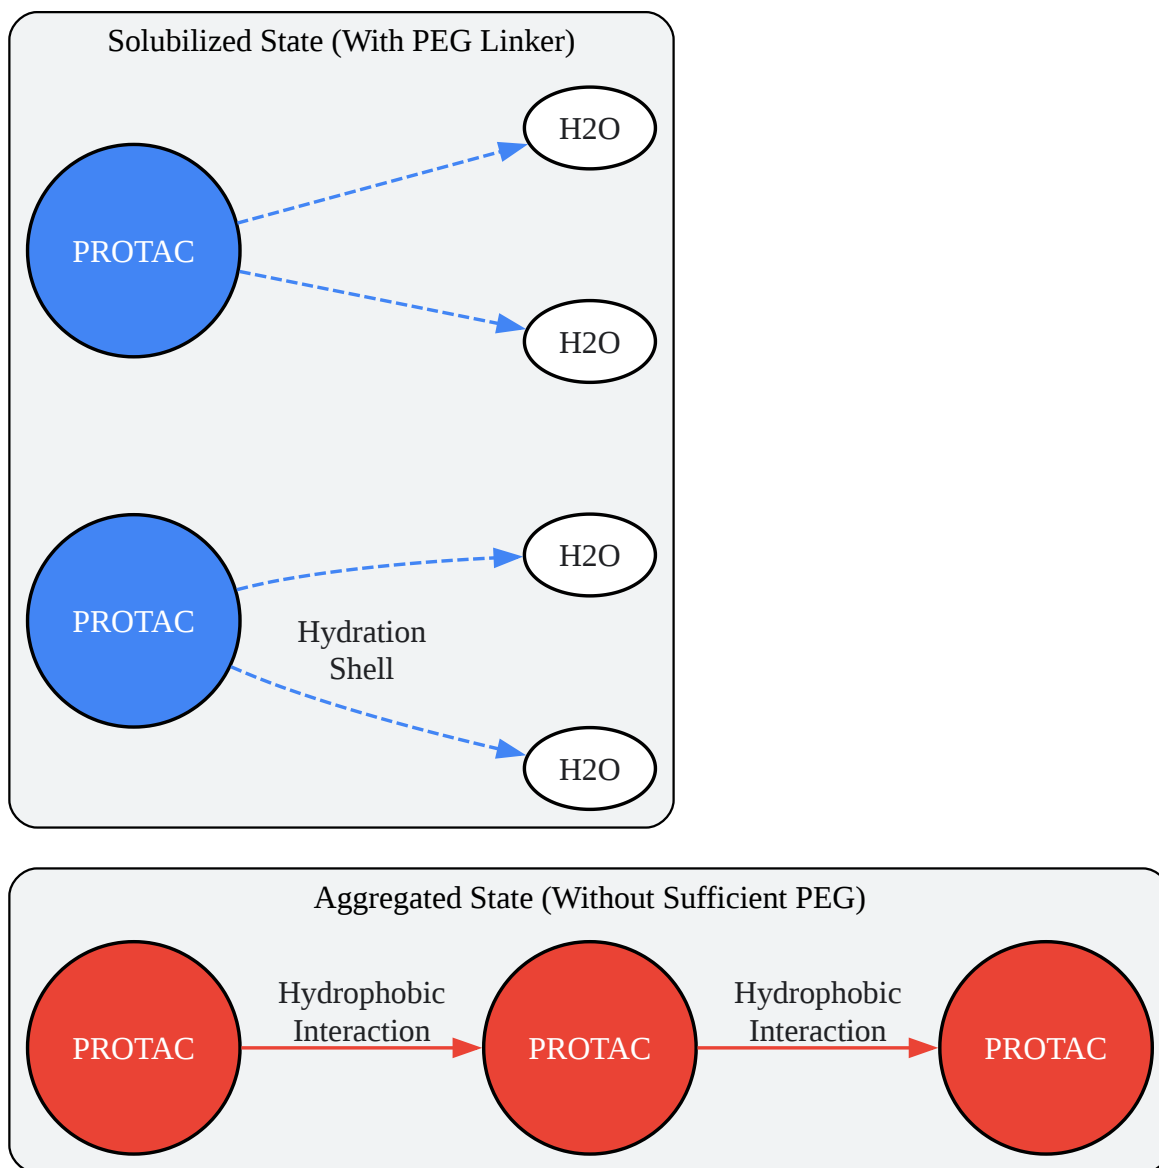 Solubilized State (With PEG Linker)
H2O
PROTAC
H2O
H2O
PROTAC
Hydration
Shell
H2O
Aggregated State (Without Sufficient PEG)
Hydrophobic
Interaction
Hydrophobic
Interaction
PROTAC
PROTAC
PROTAC